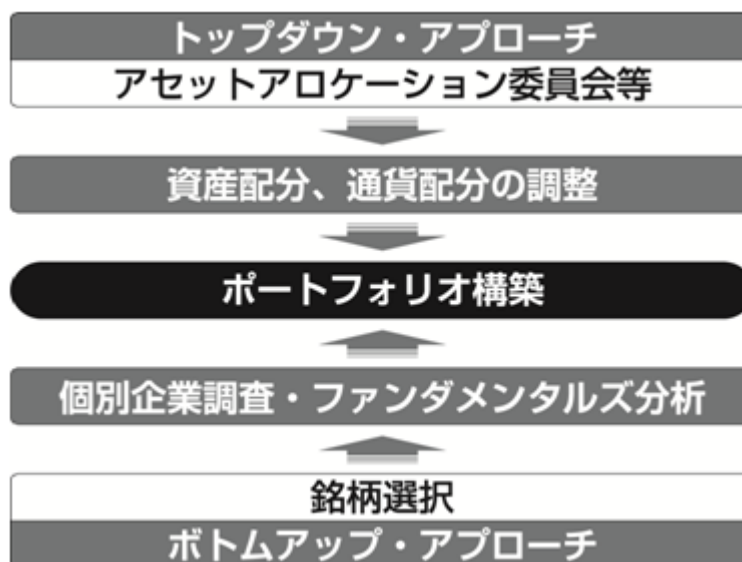 トップダウン・アプローチ
アセットアロケーション委員会等
資産配分、通貨配分の調整
ポートフォリオ構築
個別企業調査・ファンダメンタルズ分析
銘柄選択
ボトムアップ・アプローチ